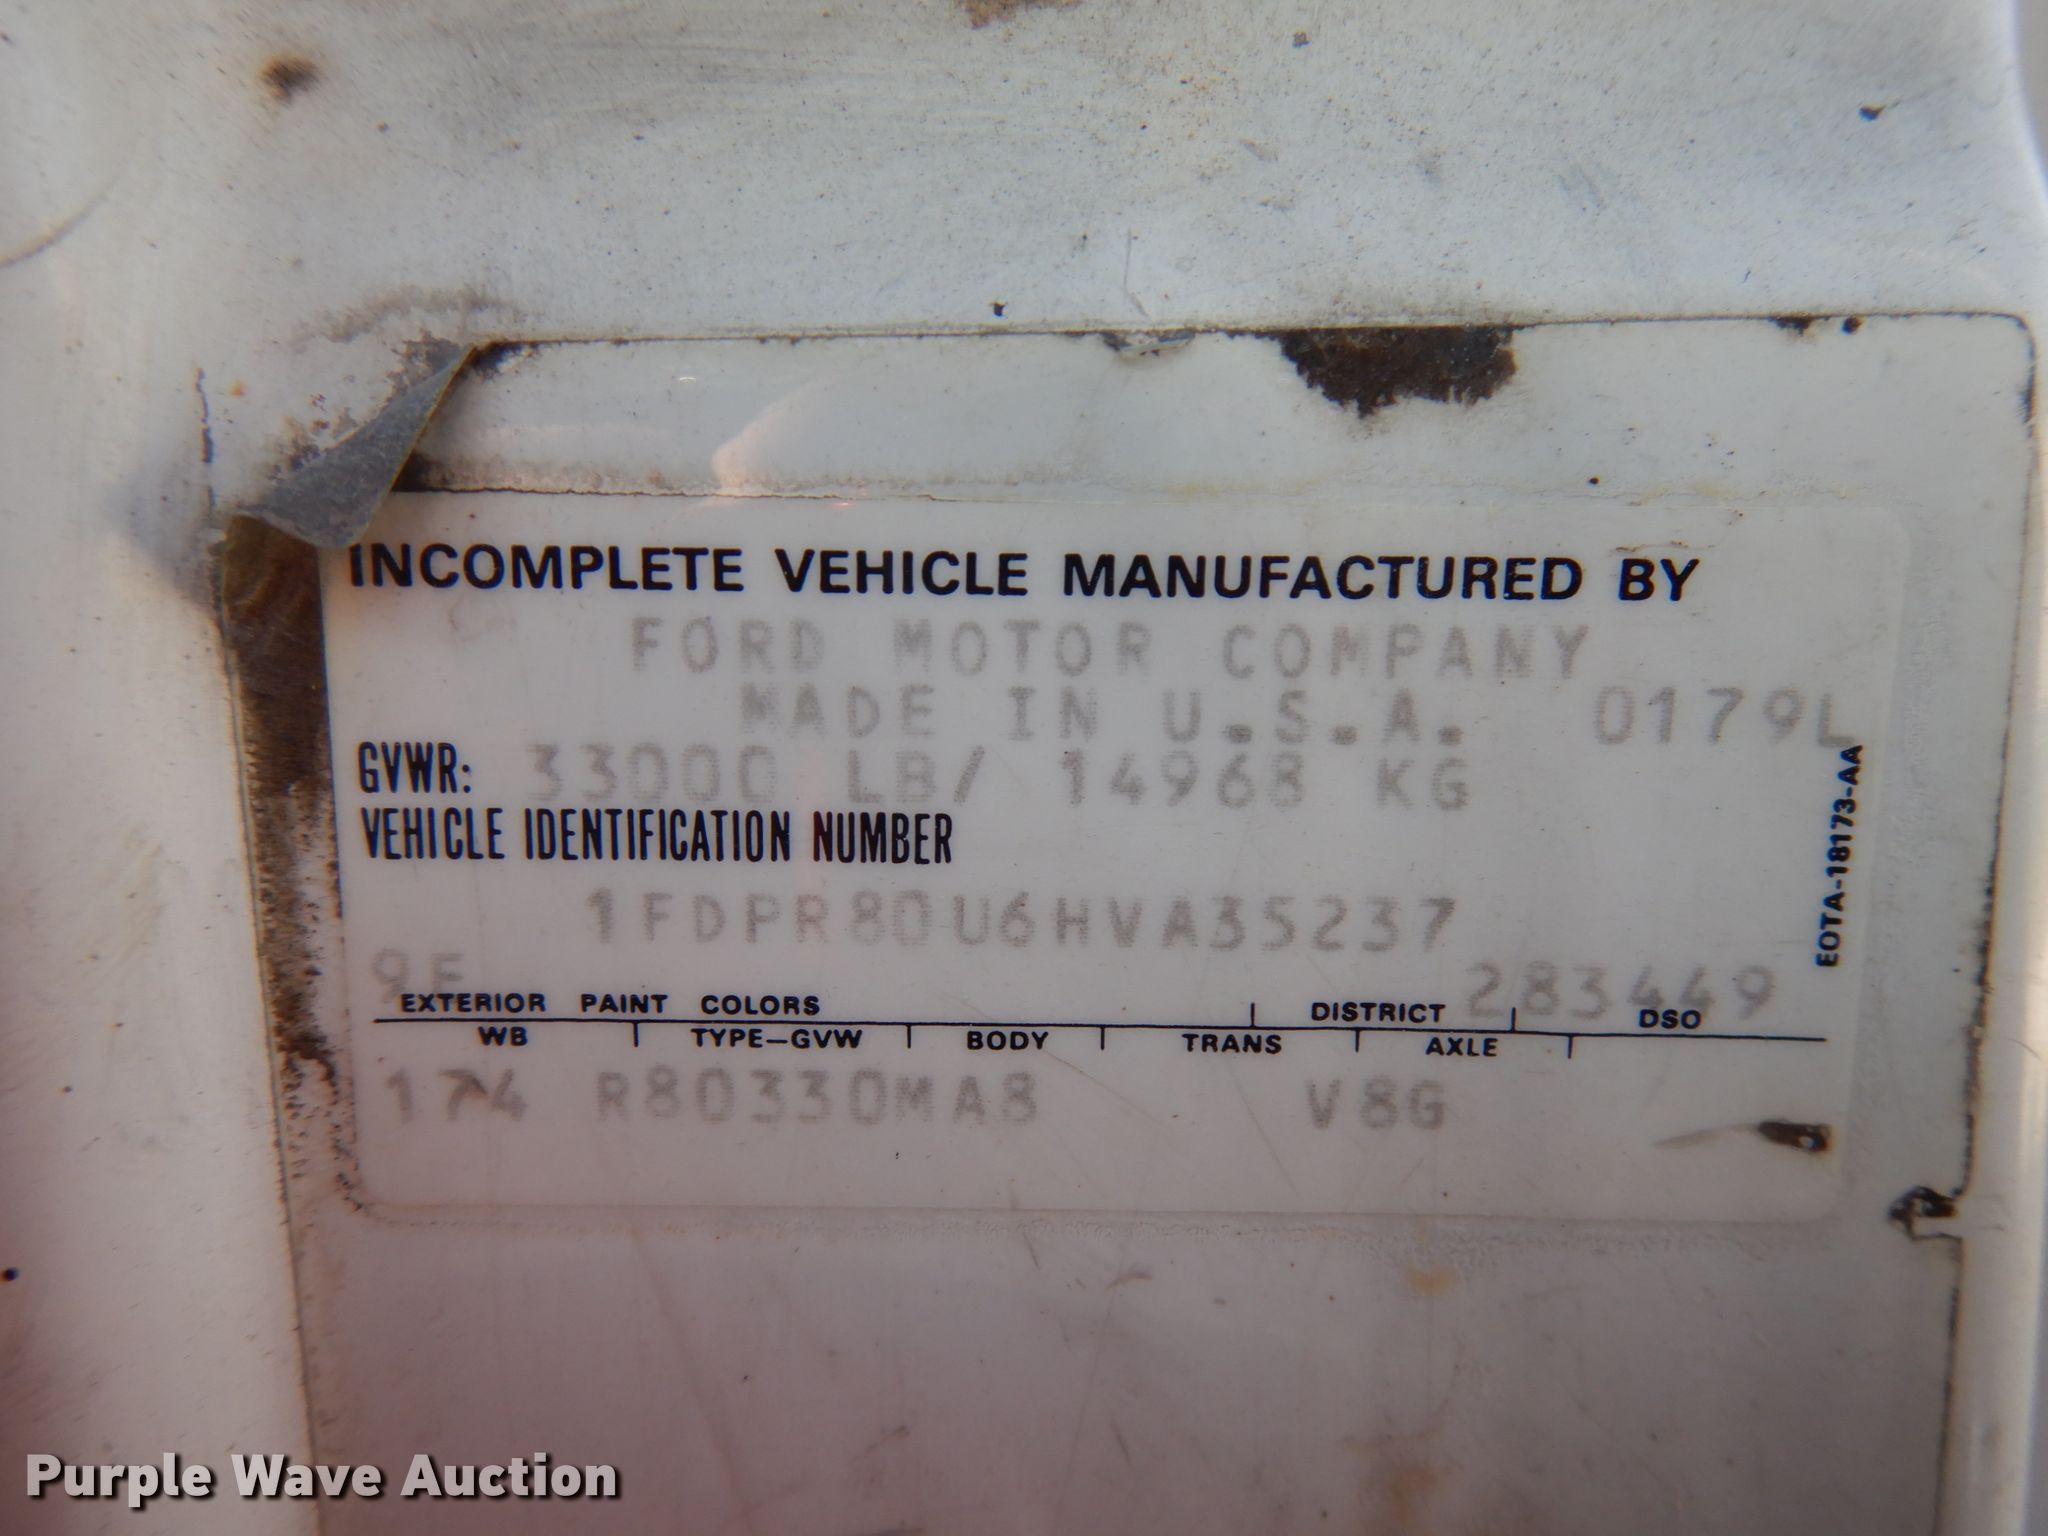 INCOMPLETE VEHICLE MANUFACTURED BY
FORD MOTOR COMPANY
MADE IN U.S.A. 0179L
GVWR: 33000 LB/ 14968 KG
VEHICLE IDENTIFICATION NUMBER
1FDPR80U6HVA35237
EOTA-18173-AA
9F 283449
EXTERIOR PAINT COLORS DISTRICT DSO
WB TYPE-GVW BODY TRANS AXLE
174 R80330MA8 V8G
Purple Wave Auction